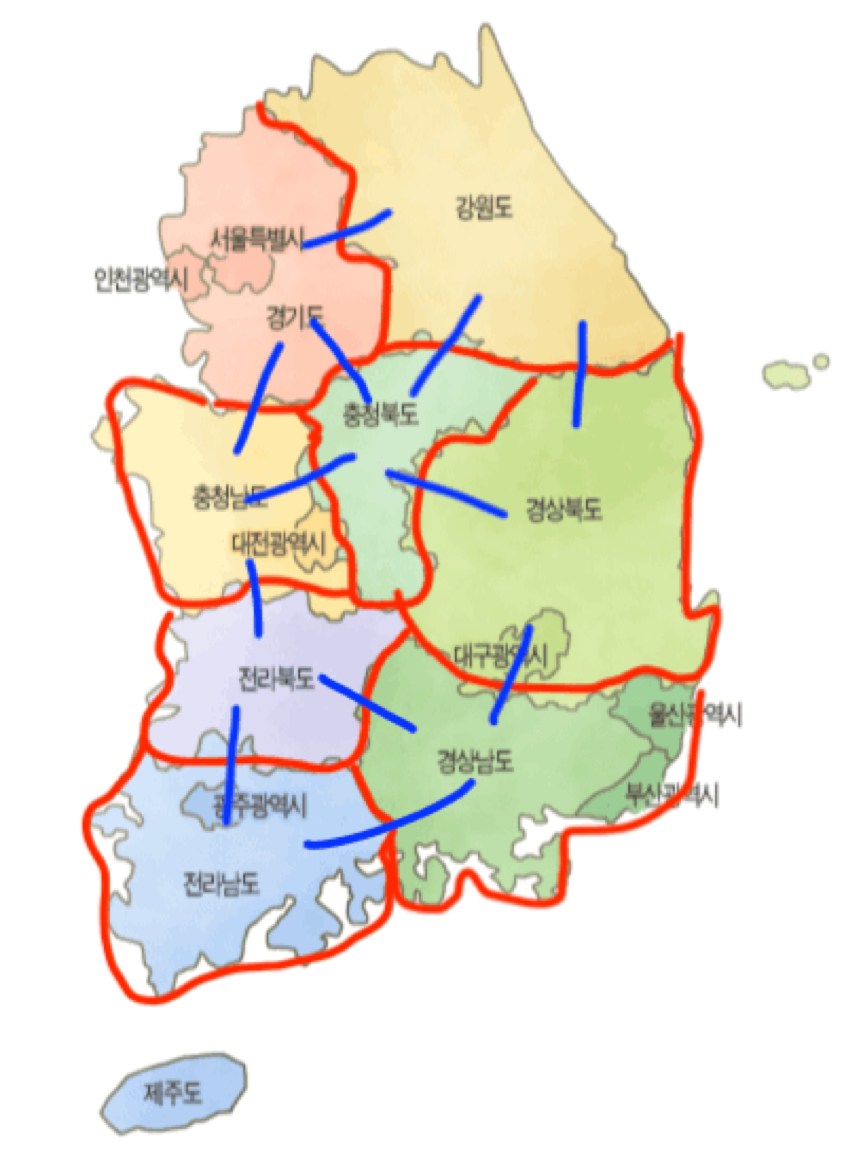 강원도
서울특별시
인천광역시
경기도
충청북도
충청남도
경상북도
대전광역시
대구광역시
전라북도
울산광역시
경상남도
부산광역시
광주광역시
전라남도
제주도